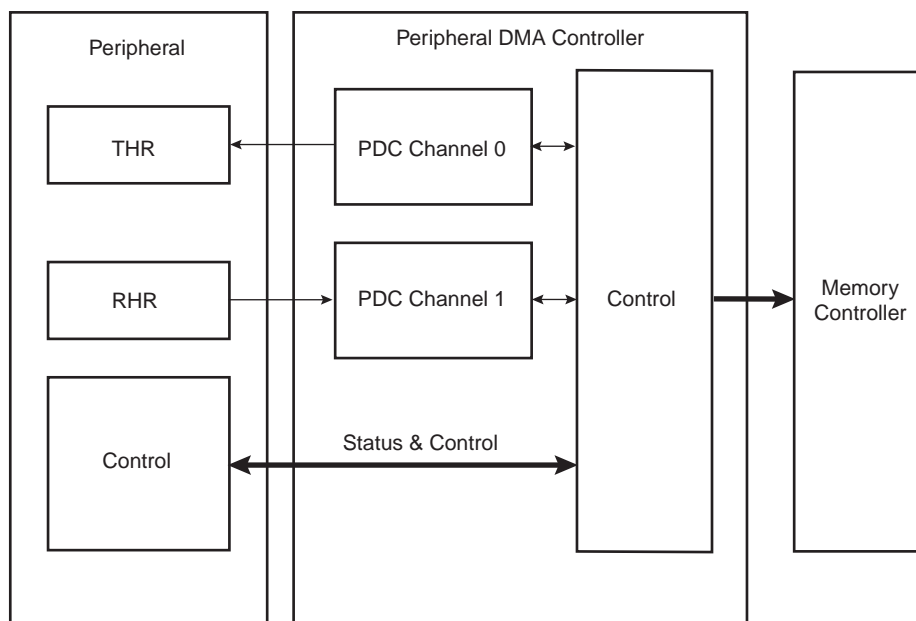 Peripheral
Peripheral DMA Controller
THR
PDC Channel 0
RHR
PDC Channel 1
Control
Memory
Controller
Control
Status & Control